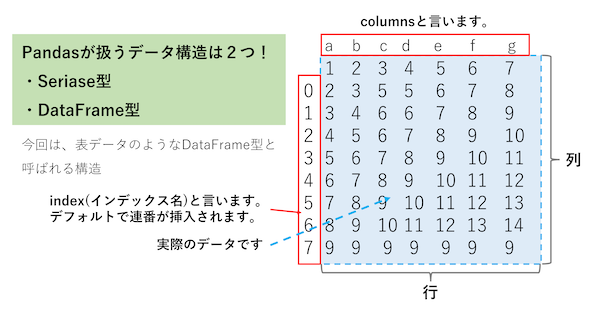 columnsと言います。
Pandasが扱うデータ構造は２つ！
・Seriase型
・DataFrame型
今回は、表データのようなDataFrame型と
呼ばれる構造
index(インデックス名)と言います。
デフォルトで連番が挿入されます。
実際のデータです
a b c d e f g
1 2 3 4 5 6 7
0 2 3 5 5 6 7 8
1 3 4 6 6 7 8 9
2 4 5 6 7 8 9 10
3 5 6 7 8 9 10 11
4 6 7 8 9 10 11 12
5 7 8 9 10 11 12 13
6 8 9 10 11 12 13 14
7 9 9 9 9 9 9 9
列
行